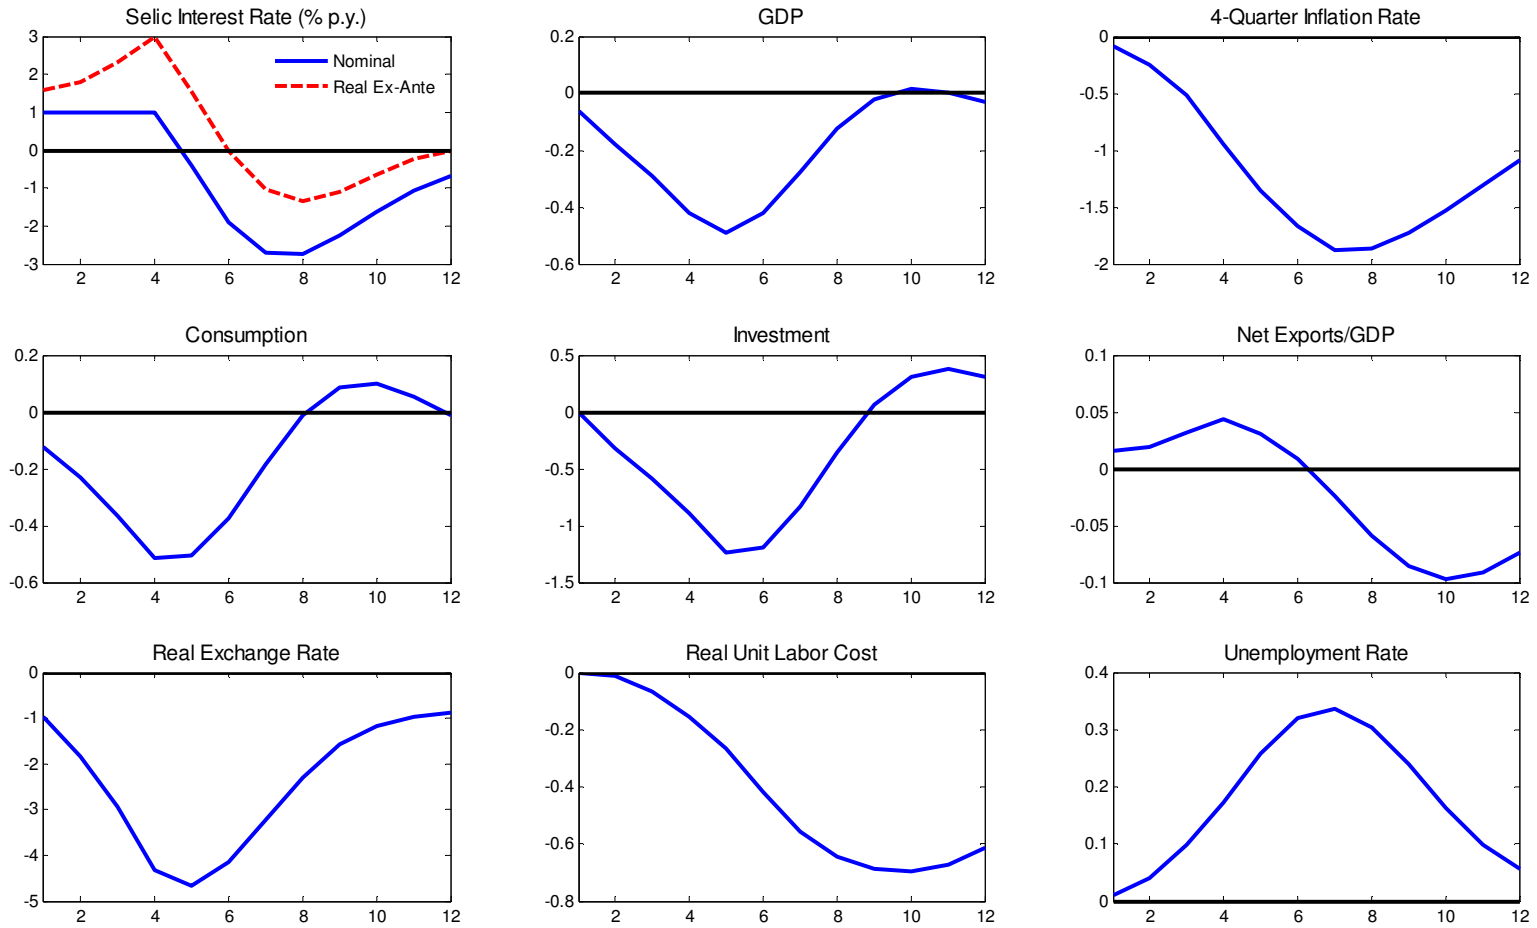 Selic Interest Rate (% p.y.)
3
2
1
0
-1
-2
-3
2 4 6 8 10 12
Nominal
Real Ex-Ante
GDP
0.2
0
-0.2
-0.4
-0.6
2 4 6 8 10 12
4-Quarter Inflation Rate
0
-0.5
-1
-1.5
-2
2 4 6 8 10 12
Consumption
0.2
0
-0.2
-0.4
-0.6
2 4 6 8 10 12
Investment
0.5
0
-0.5
-1
-1.5
2 4 6 8 10 12
Net Exports/GDP
0.1
0.05
0
-0.05
-0.1
2 4 6 8 10 12
Real Exchange Rate
0
-1
-2
-3
-4
-5
2 4 6 8 10 12
Real Unit Labor Cost
0
-0.2
-0.4
-0.6
-0.8
2 4 6 8 10 12
Unemployment Rate
0.4
0.3
0.2
0.1
0
2 4 6 8 10 12